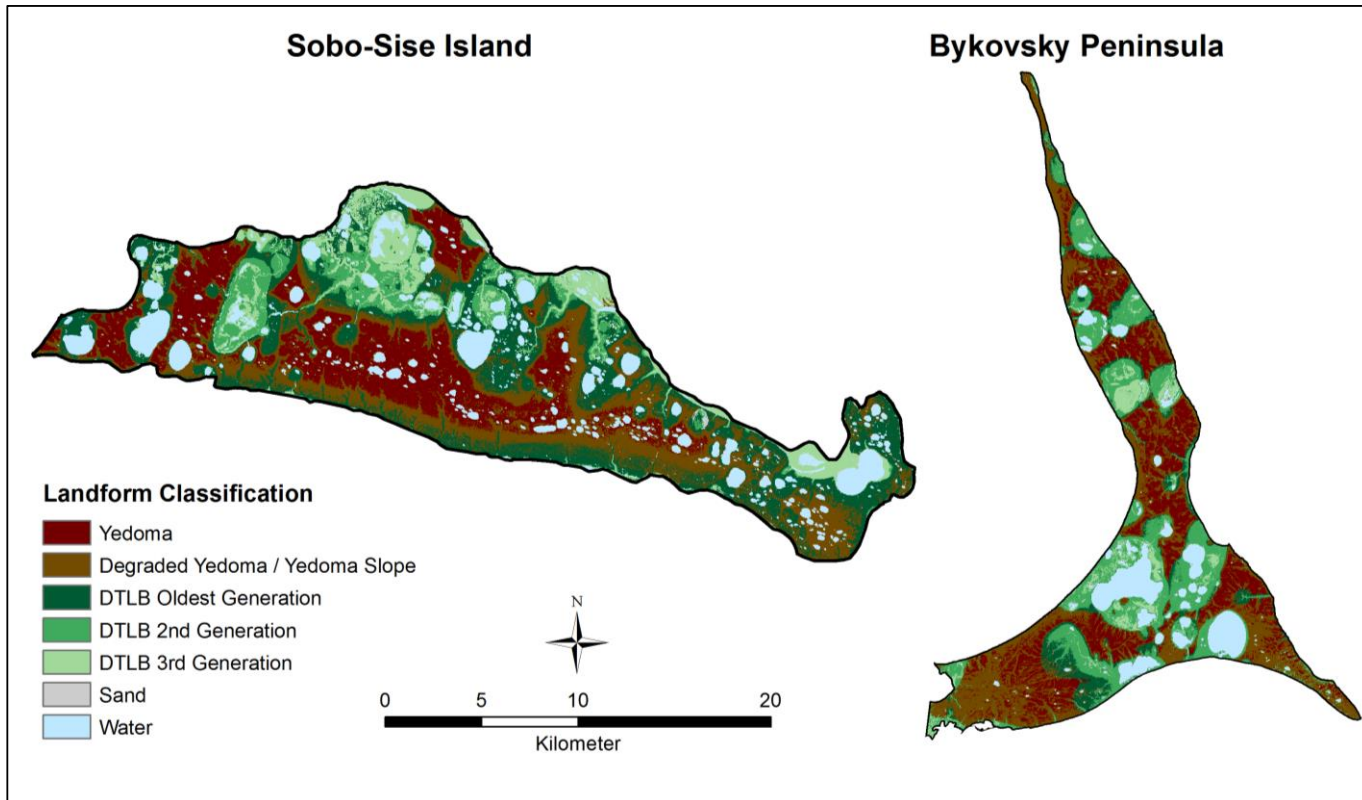 Sobo-Sise Island
Bykovsky Peninsula
Landform Classification
Yedoma
Degraded Yedoma / Yedoma Slope
DTLB Oldest Generation
DTLB 2nd Generation
DTLB 3rd Generation
Sand
Water
N
0 5 10 20
Kilometer